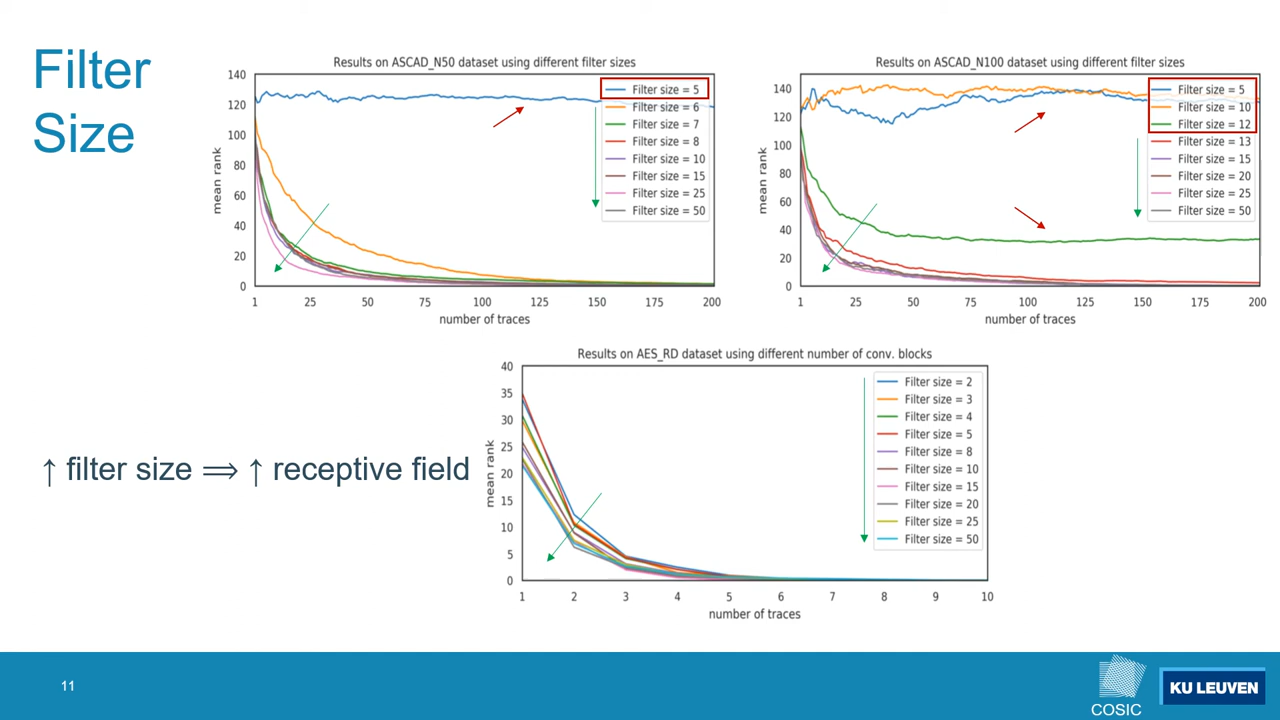 Filter
Size
Results on ASCAD_N50 dataset using different filter sizes
140
120
100
80
60
40
20
0
mean rank
Filter size = 5
Filter size = 6
Filter size = 7
Filter size = 8
Filter size = 10
Filter size = 15
Filter size = 25
Filter size = 50
1 25 50 75 100 125 150 175 200
number of traces
Results on ASCAD_N100 dataset using different filter sizes
140
120
100
80
60
40
20
0
mean rank
Filter size = 5
Filter size = 10
Filter size = 12
Filter size = 13
Filter size = 15
Filter size = 20
Filter size = 25
Filter size = 50
1 25 50 75 100 125 150 175 200
number of traces
↑ filter size ⟹ ↑ receptive field
Results on AES_RD dataset using different number of conv. blocks
40
35
30
25
20
15
10
5
0
mean rank
Filter size = 2
Filter size = 3
Filter size = 4
Filter size = 5
Filter size = 8
Filter size = 10
Filter size = 15
Filter size = 20
Filter size = 25
Filter size = 50
1 2 3 4 5 6 7 8 9 10
number of traces
11
COSIC
KU LEUVEN